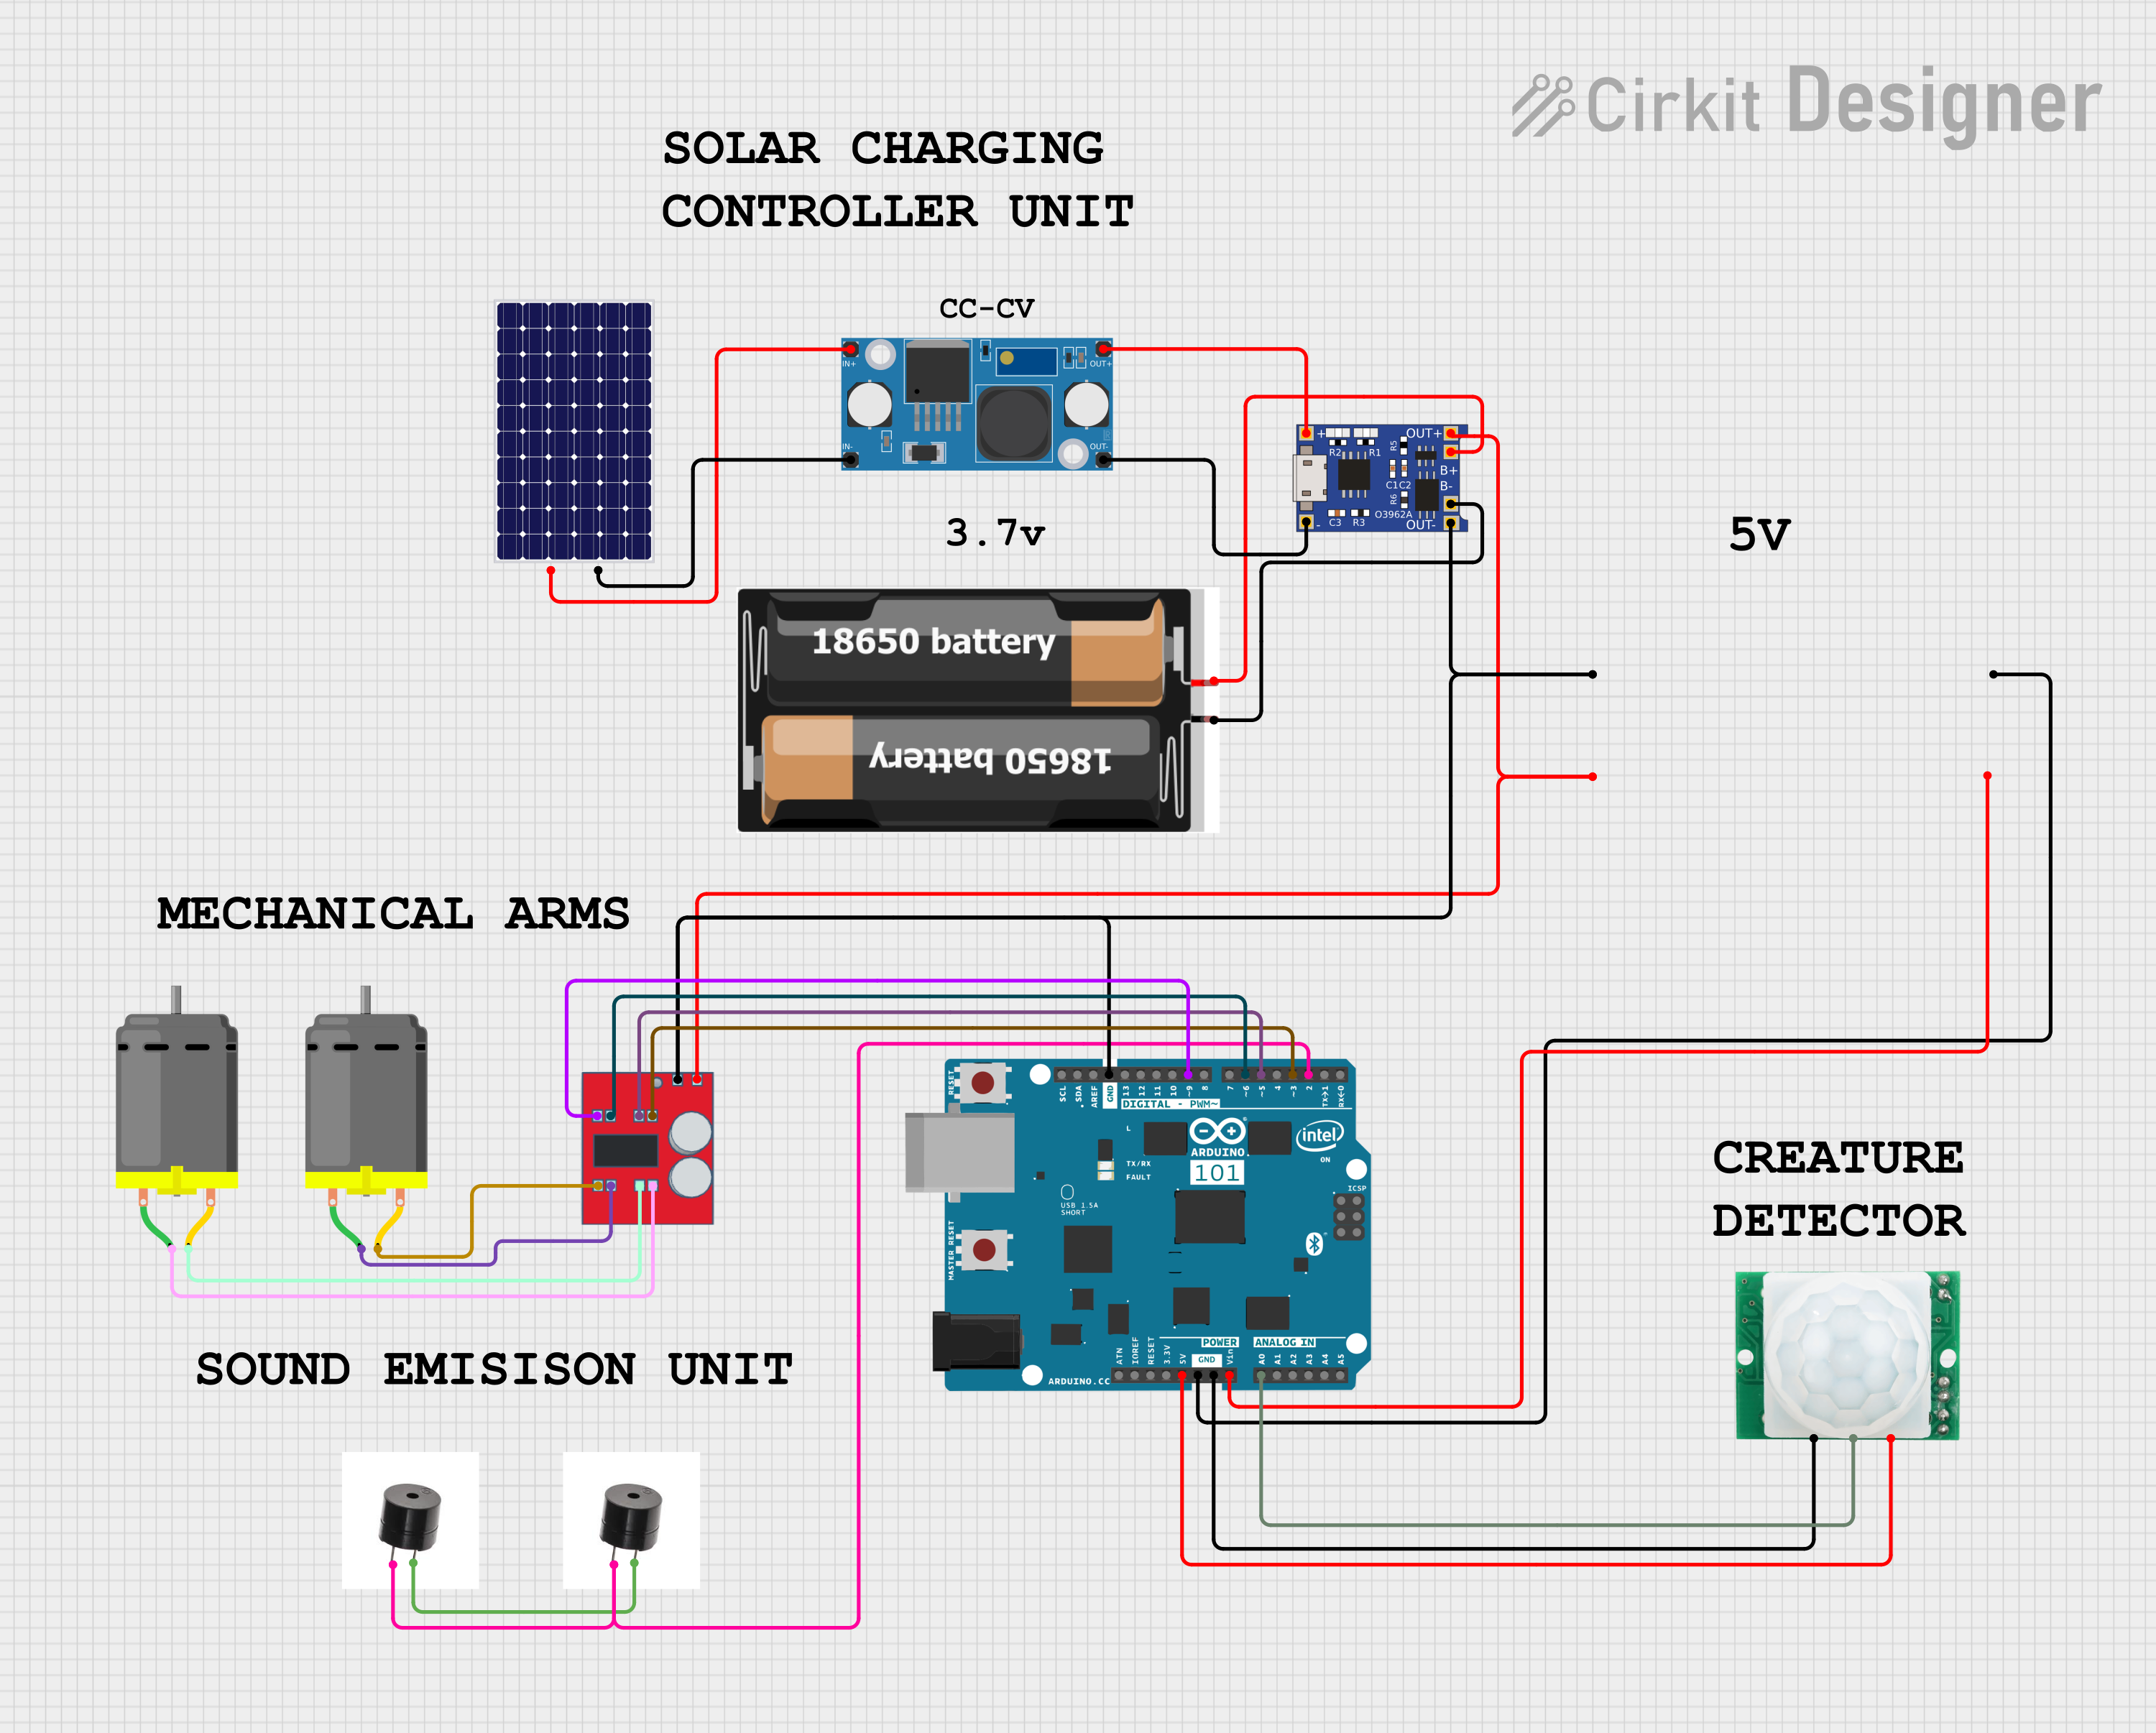 Cirkit Designer
SOLAR CHARGING
CONTROLLER UNIT
CC-CV
IN+
OUT+
IN-
OUT-
+
R2
R1
R5
OUT+
B+
C1 C2
B-
R6
C3
R3
O3962A
OUT-
-
3.7v
5V
18650 battery
18650 battery
MECHANICAL ARMS
RESET
SCL
SDA
AREF
GND
13
12
11
10
~9
8
7
~6
~5
4
~3
2
TX→1
RX←0
DIGITAL - PWM~
L
TX/RX
FAULT
ARDUINO
101
intel
ON
ICSP
USB 1.5A
SHORT
MASTER RESET
POWER
ANALOG IN
ATN
IOREF
RESET
3.3V
5V
GND
Vin
A0
A1
A2
A3
A4
A5
ARDUINO.CC
CREATURE
DETECTOR
SOUND EMISISON UNIT